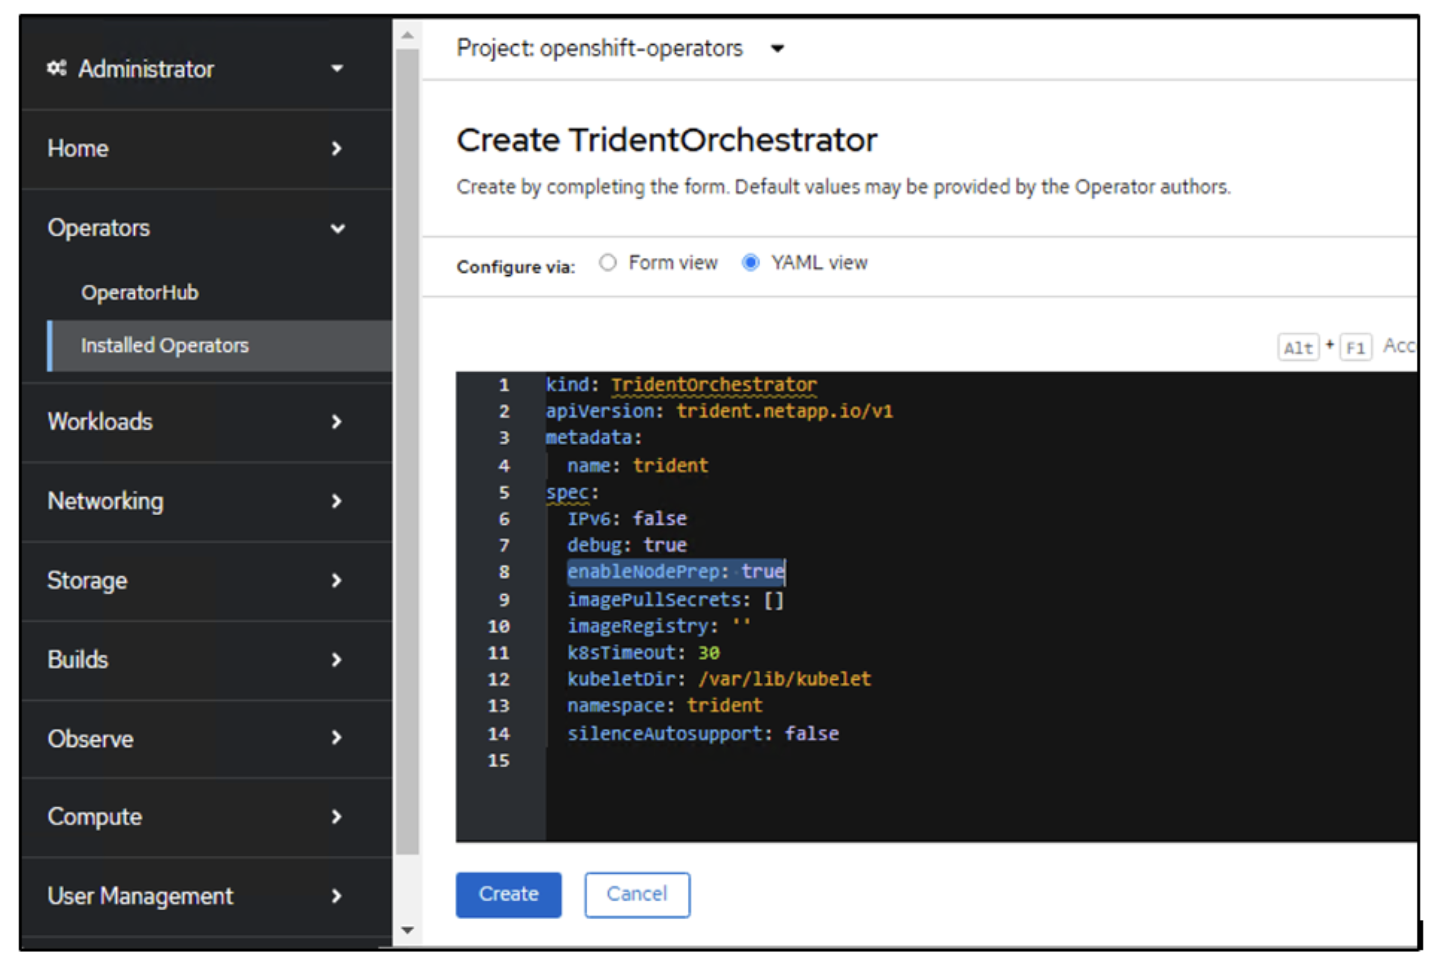 Administrator
Home
Operators
OperatorHub
Installed Operators
Workloads
Networking
Storage
Builds
Observe
Compute
User Management
Project: openshift-operators
Create TridentOrchestrator
Create by completing the form. Default values may be provided by the Operator authors.
Configure via: Form view YAML view
Alt + F1 Acc
1 kind: TridentOrchestrator
2 apiVersion: trident.netapp.io/v1
3 metadata:
4 name: trident
5 spec:
6 IPv6: false
7 debug: true
8 enableNodePrep: true
9 imagePullSecrets: []
10 imageRegistry: ''
11 k8sTimeout: 30
12 kubeletDir: /var/lib/kubelet
13 namespace: trident
14 silenceAutosupport: false
15
Create Cancel